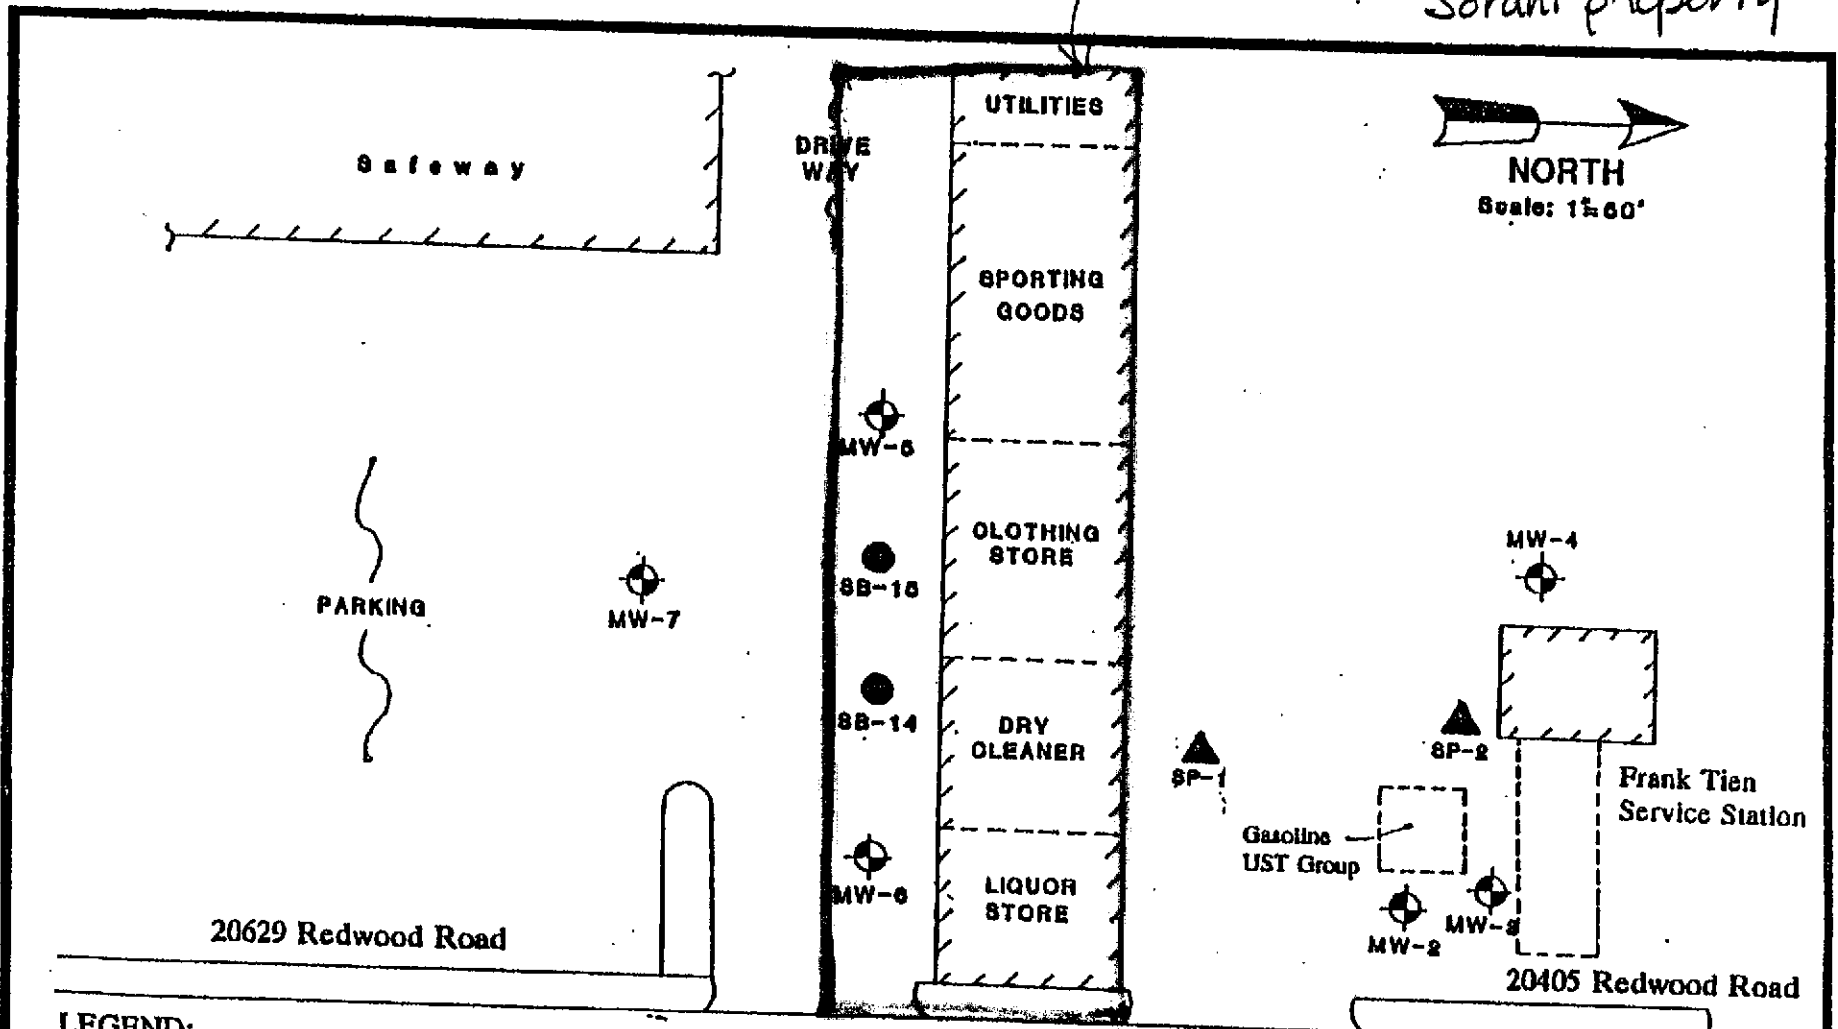 Sorani property
UTILITIES
DRIVE
WAY
Safeway
NORTH
Scale: 1"=60'
SPORTING
GOODS
MW-5
CLOTHING
STORE
MW-4
SB-15
PARKING
MW-7
SB-14
DRY
CLEANER
SP-1
SP-2
Frank Tien
Service Station
Gasoline
UST Group
MW-6
LIQUOR
STORE
MW-2
MW-3
20629 Redwood Road
20405 Redwood Road
LEGEND: